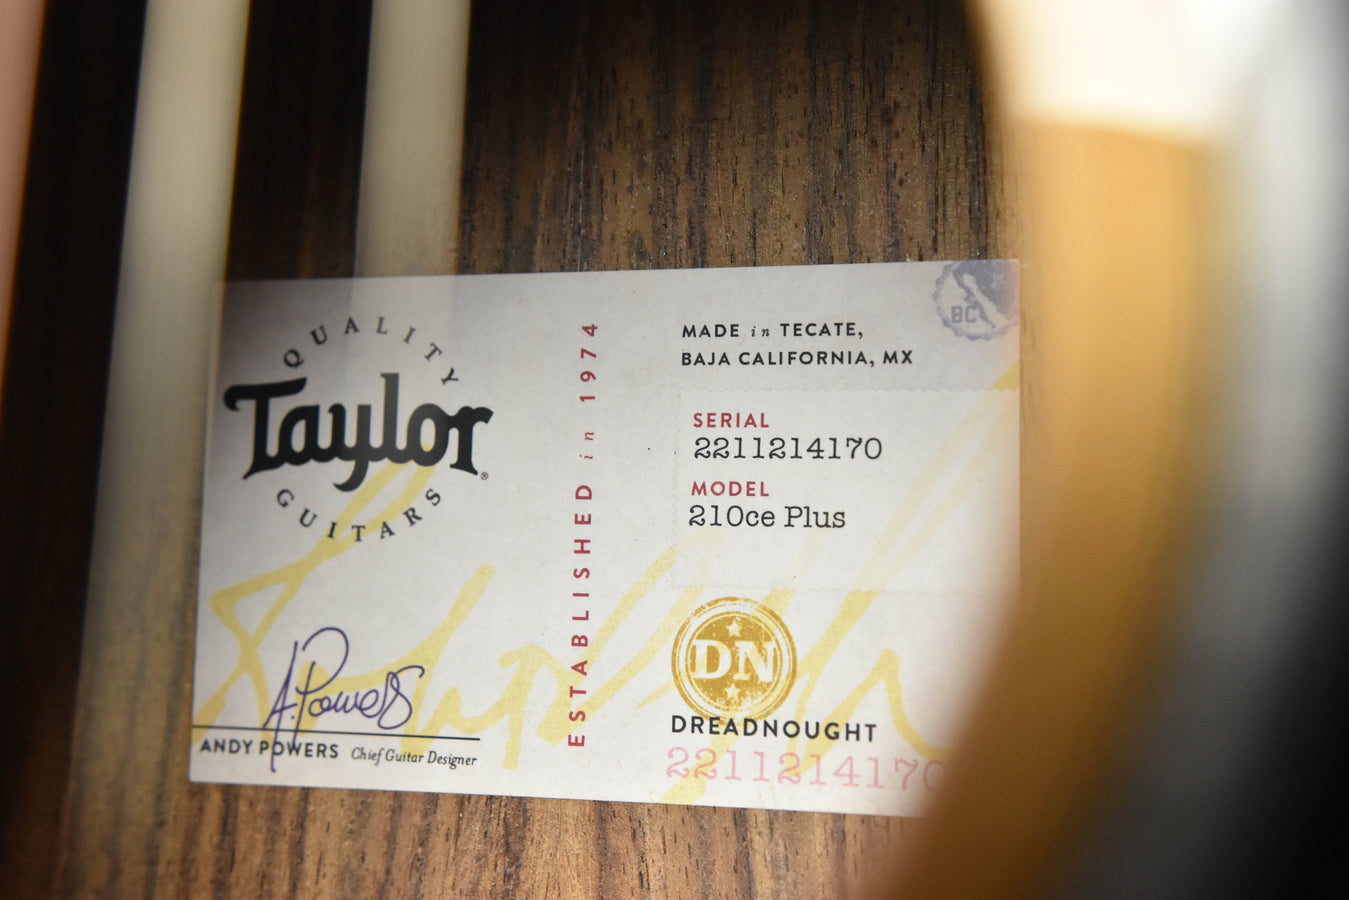 QUALITY
Taylor®
GUITARS
A.Powers
ANDY POWERS Chief Guitar Designer
ESTABLISHED in 1974
MADE in TECATE,
BAJA CALIFORNIA, MX
BC
SERIAL
2211214170
MODEL
210ce Plus
DN
DREADNOUGHT
2211214170